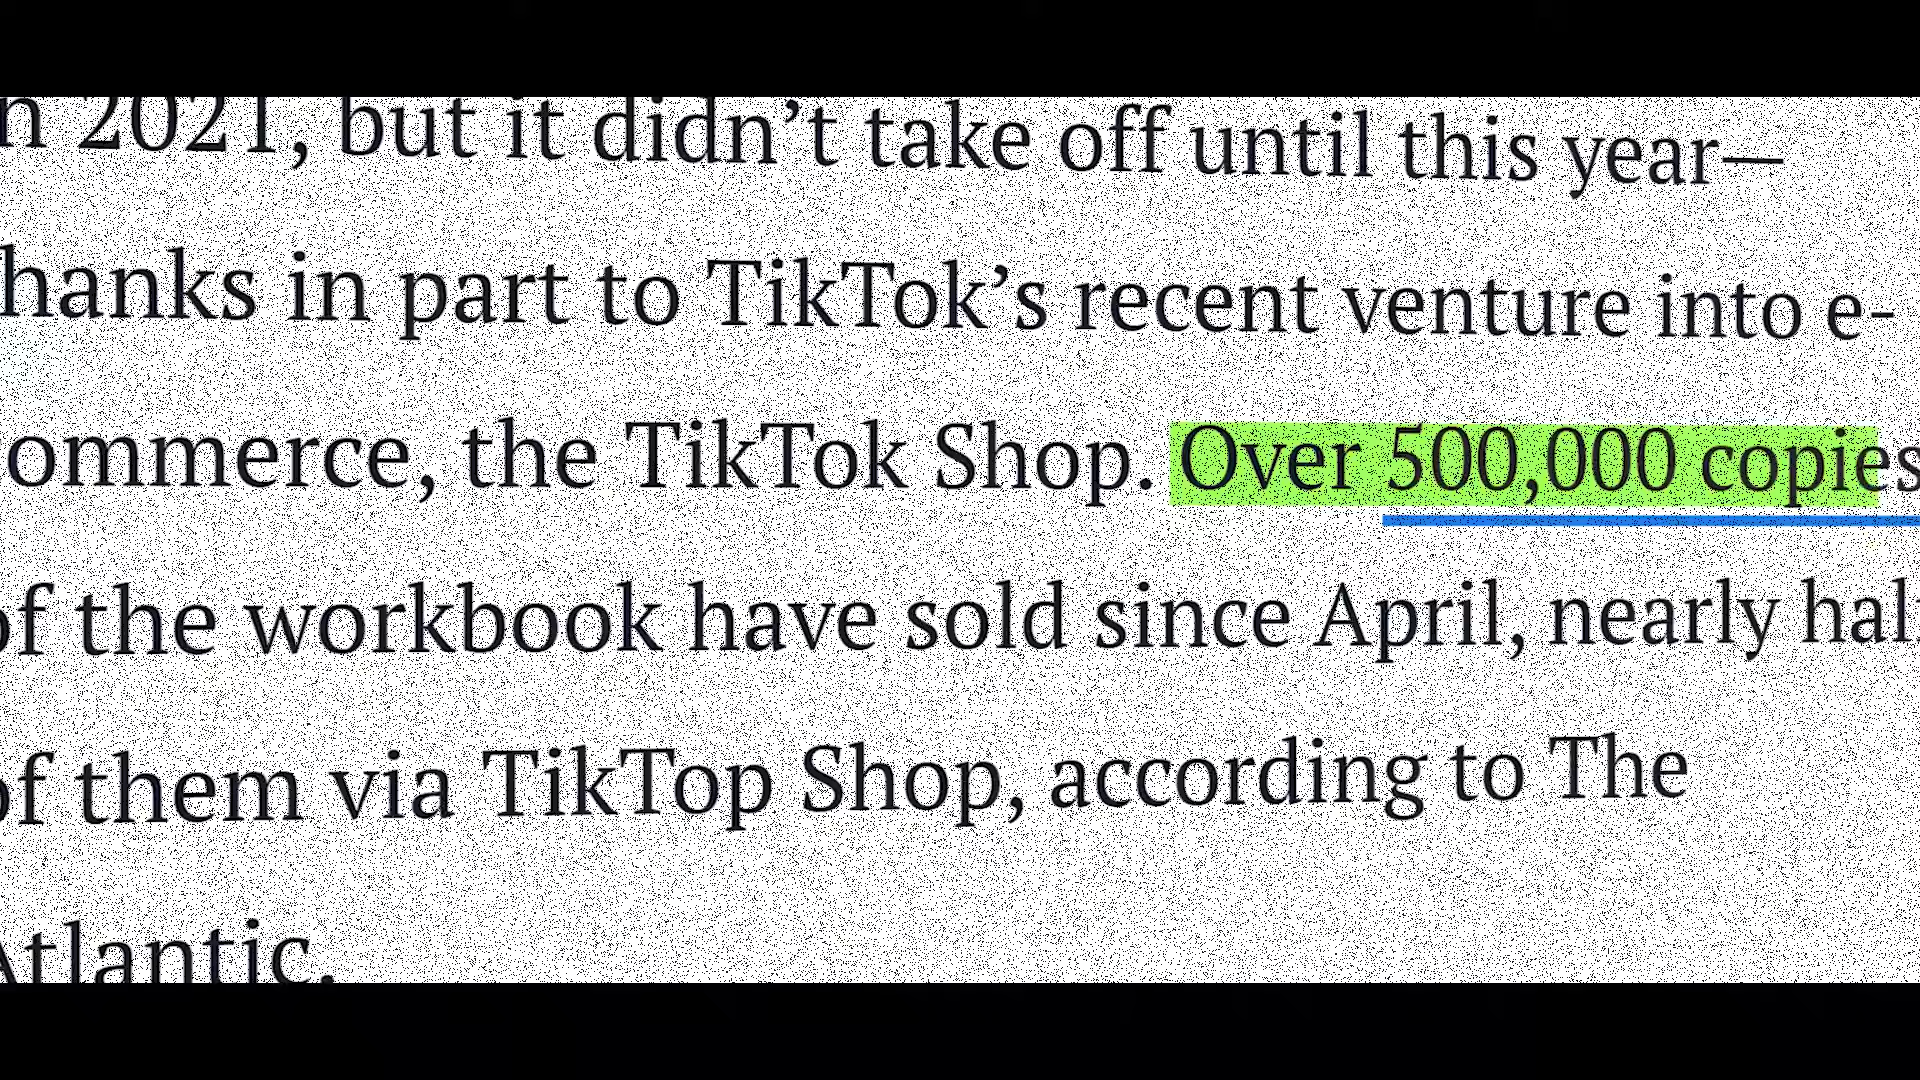 n 2021, but it didn’t take off until this year—
hanks in part to TikTok’s recent venture into e-
ommerce, the TikTok Shop. Over 500,000 copies
of the workbook have sold since April, nearly hal
of them via TikTop Shop, according to The
Atlantic.